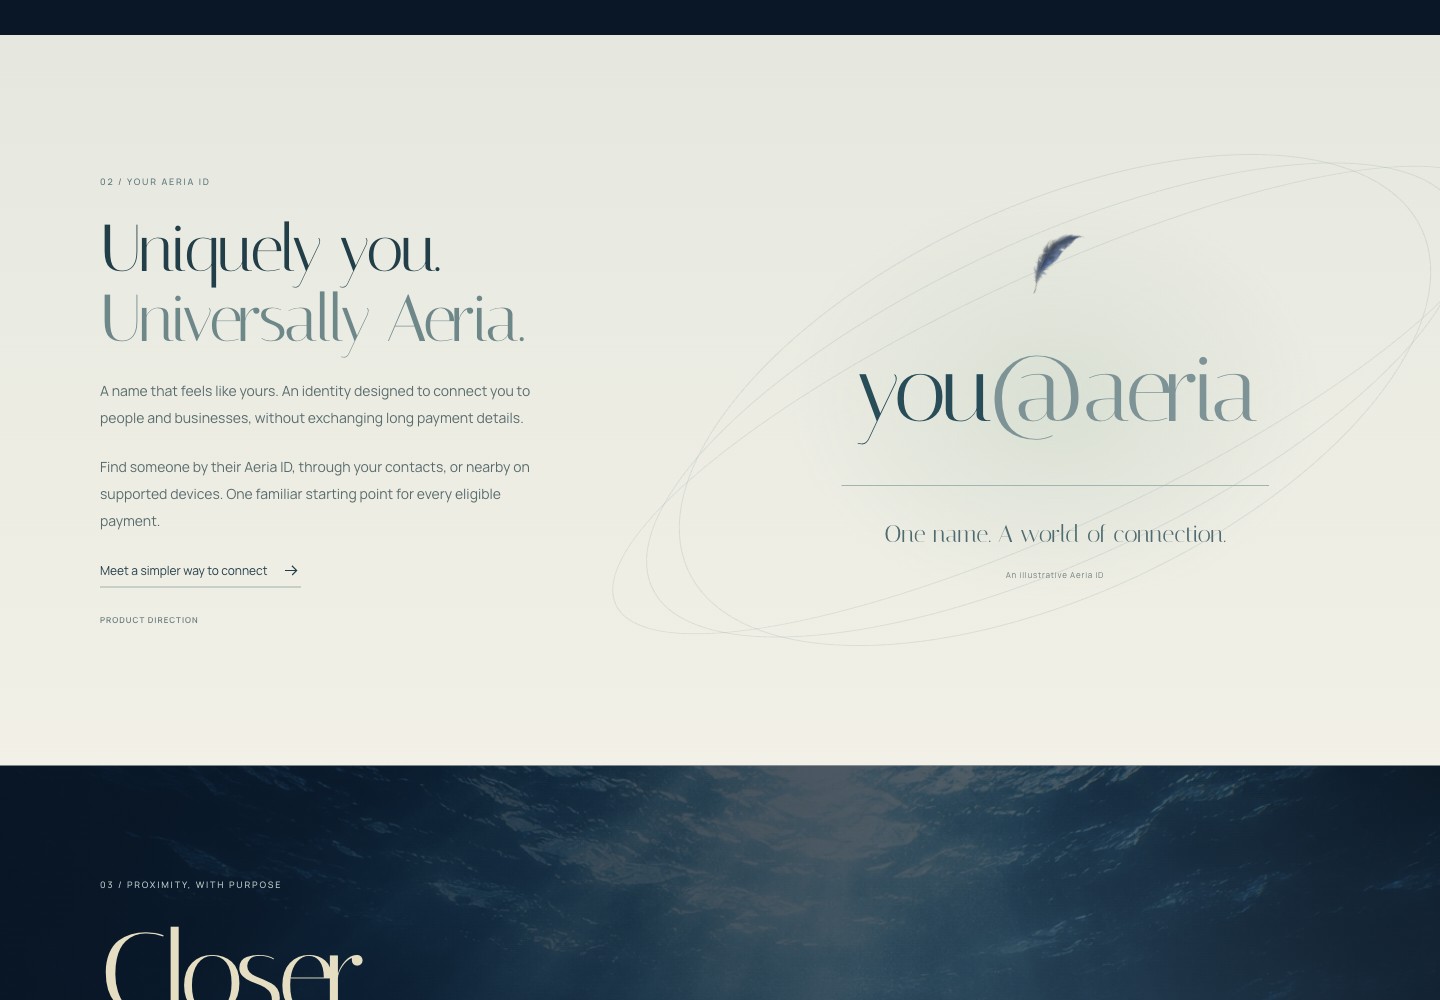 02 / YOUR AERIA ID
Uniquely you.
Universally Aeria.
A name that feels like yours. An identity designed to connect you to
people and businesses, without exchanging long payment details.
Find someone by their Aeria ID, through your contacts, or nearby on
supported devices. One familiar starting point for every eligible
payment.
Meet a simpler way to connect
PRODUCT DIRECTION
you@aeria
One name. A world of connection.
An illustrative Aeria ID
03 / PROXIMITY, WITH PURPOSE
Closer